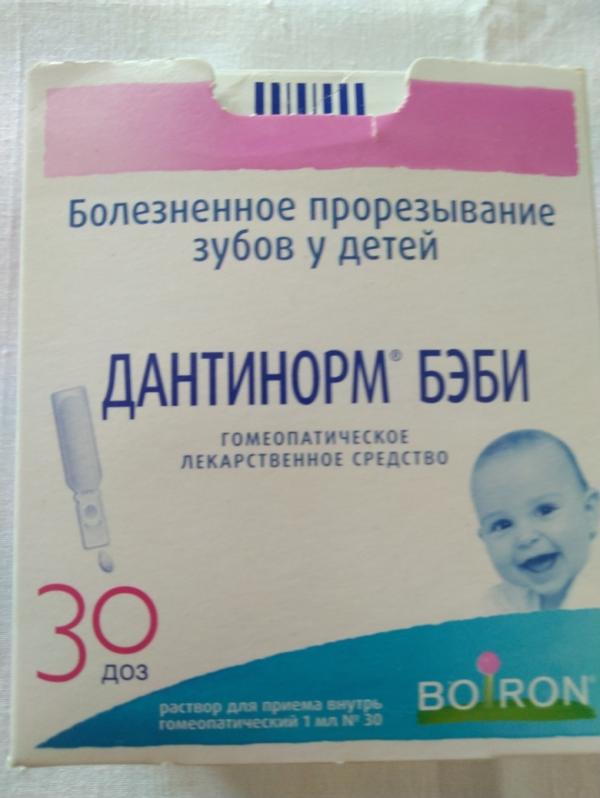 Болезненное прорезывание
зубов у детей
ДАНТИНОРМ® БЭБИ
ГОМЕОПАТИЧЕСКОЕ
ЛЕКАРСТВЕННОЕ СРЕДСТВО
30
ДОЗ
раствор для приема внутрь
гомеопатический 1 мл № 30
BOIRON®